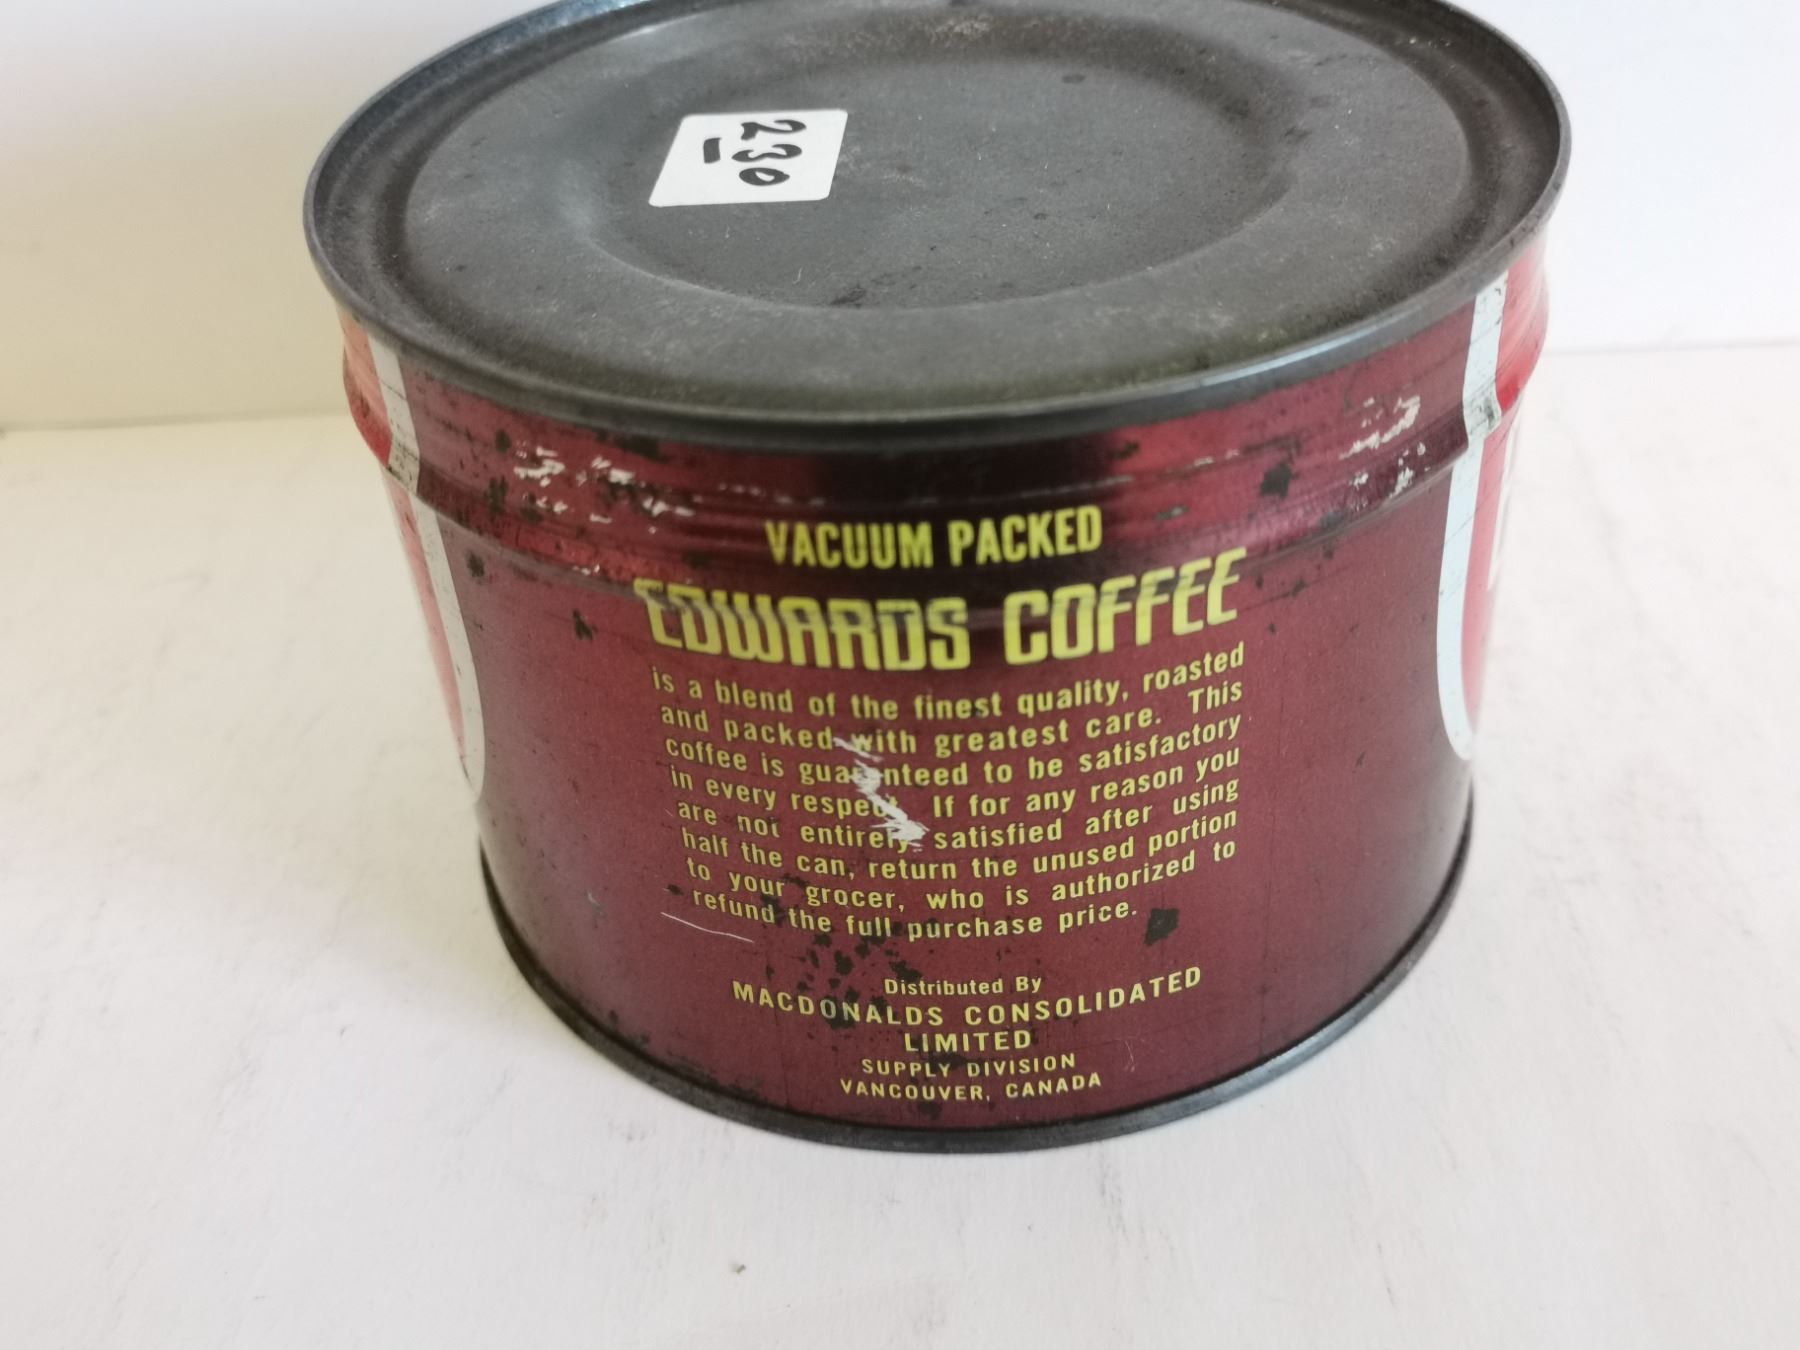 230
VACUUM PACKED
EDWARDS COFFEE
is a blend of the finest quality, roasted
and packed with greatest care. This
coffee is guaranteed to be satisfactory
in every respect. If for any reason you
are not entirely satisfied after using
half the can, return the unused portion
to your grocer, who is authorized to
refund the full purchase price.
Distributed By
MACDONALDS CONSOLIDATED
LIMITED
SUPPLY DIVISION
VANCOUVER, CANADA